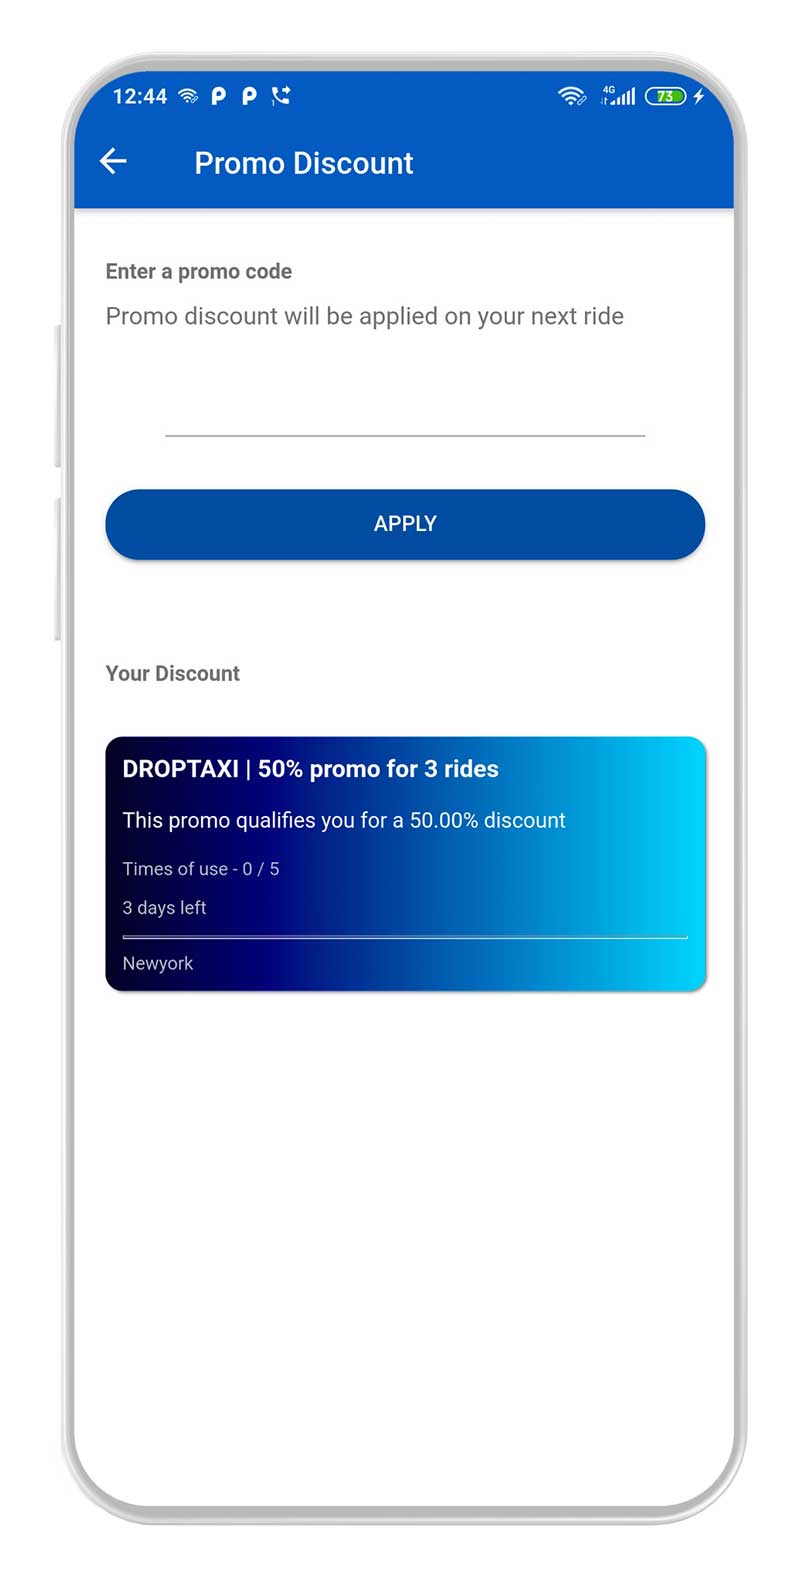 12:44 4G 73
Promo Discount
Enter a promo code
Promo discount will be applied on your next ride
APPLY
Your Discount
DROPTAXI | 50% promo for 3 rides
This promo qualifies you for a 50.00% discount
Times of use - 0 / 5
3 days left
Newyork